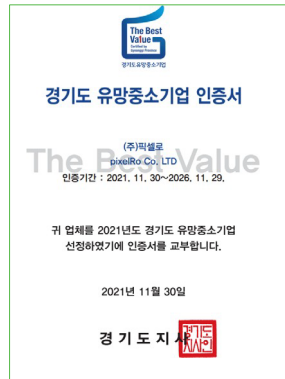 The Best
Value
Certified by
Gyeonggi Province
경기도유망중소기업
경기도 유망중소기업 인증서
(주)픽셀로
pixelRo Co. LTD
The Best Value
인증기간 : 2021. 11. 30~2026. 11. 29.
귀 업체를 2021년도 경기도 유망중소기업
선정하였기에 인증서를 교부합니다.
2021년 11월 30일
경 기 도 지 사
경기도
지사인